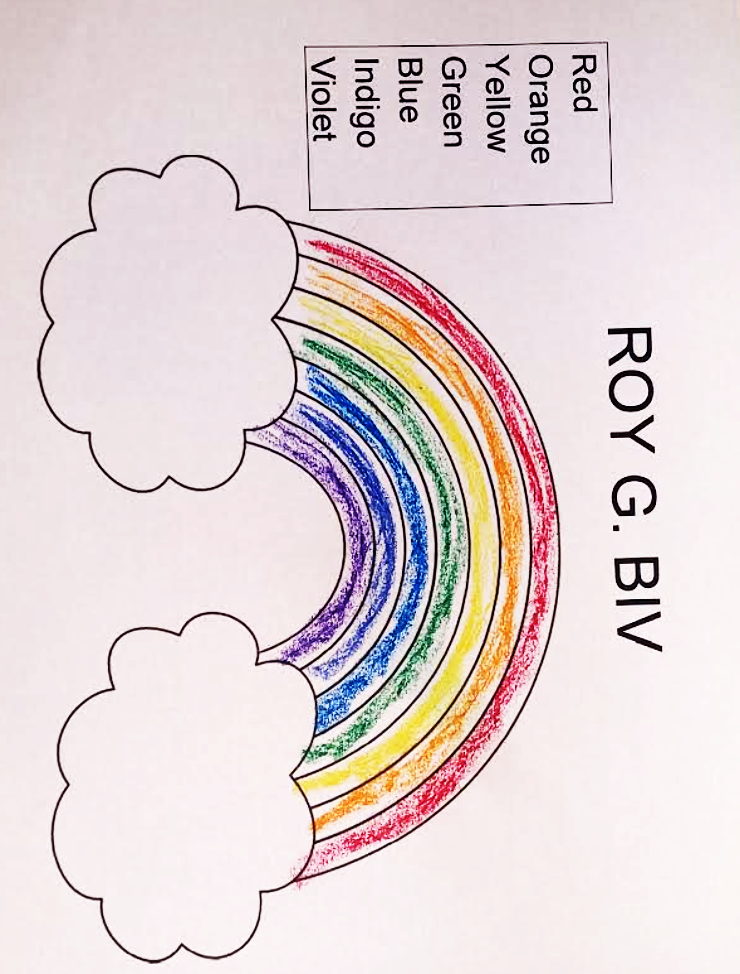 ROY G. BIV
Red
Orange
Yellow
Green
Blue
Indigo
Violet